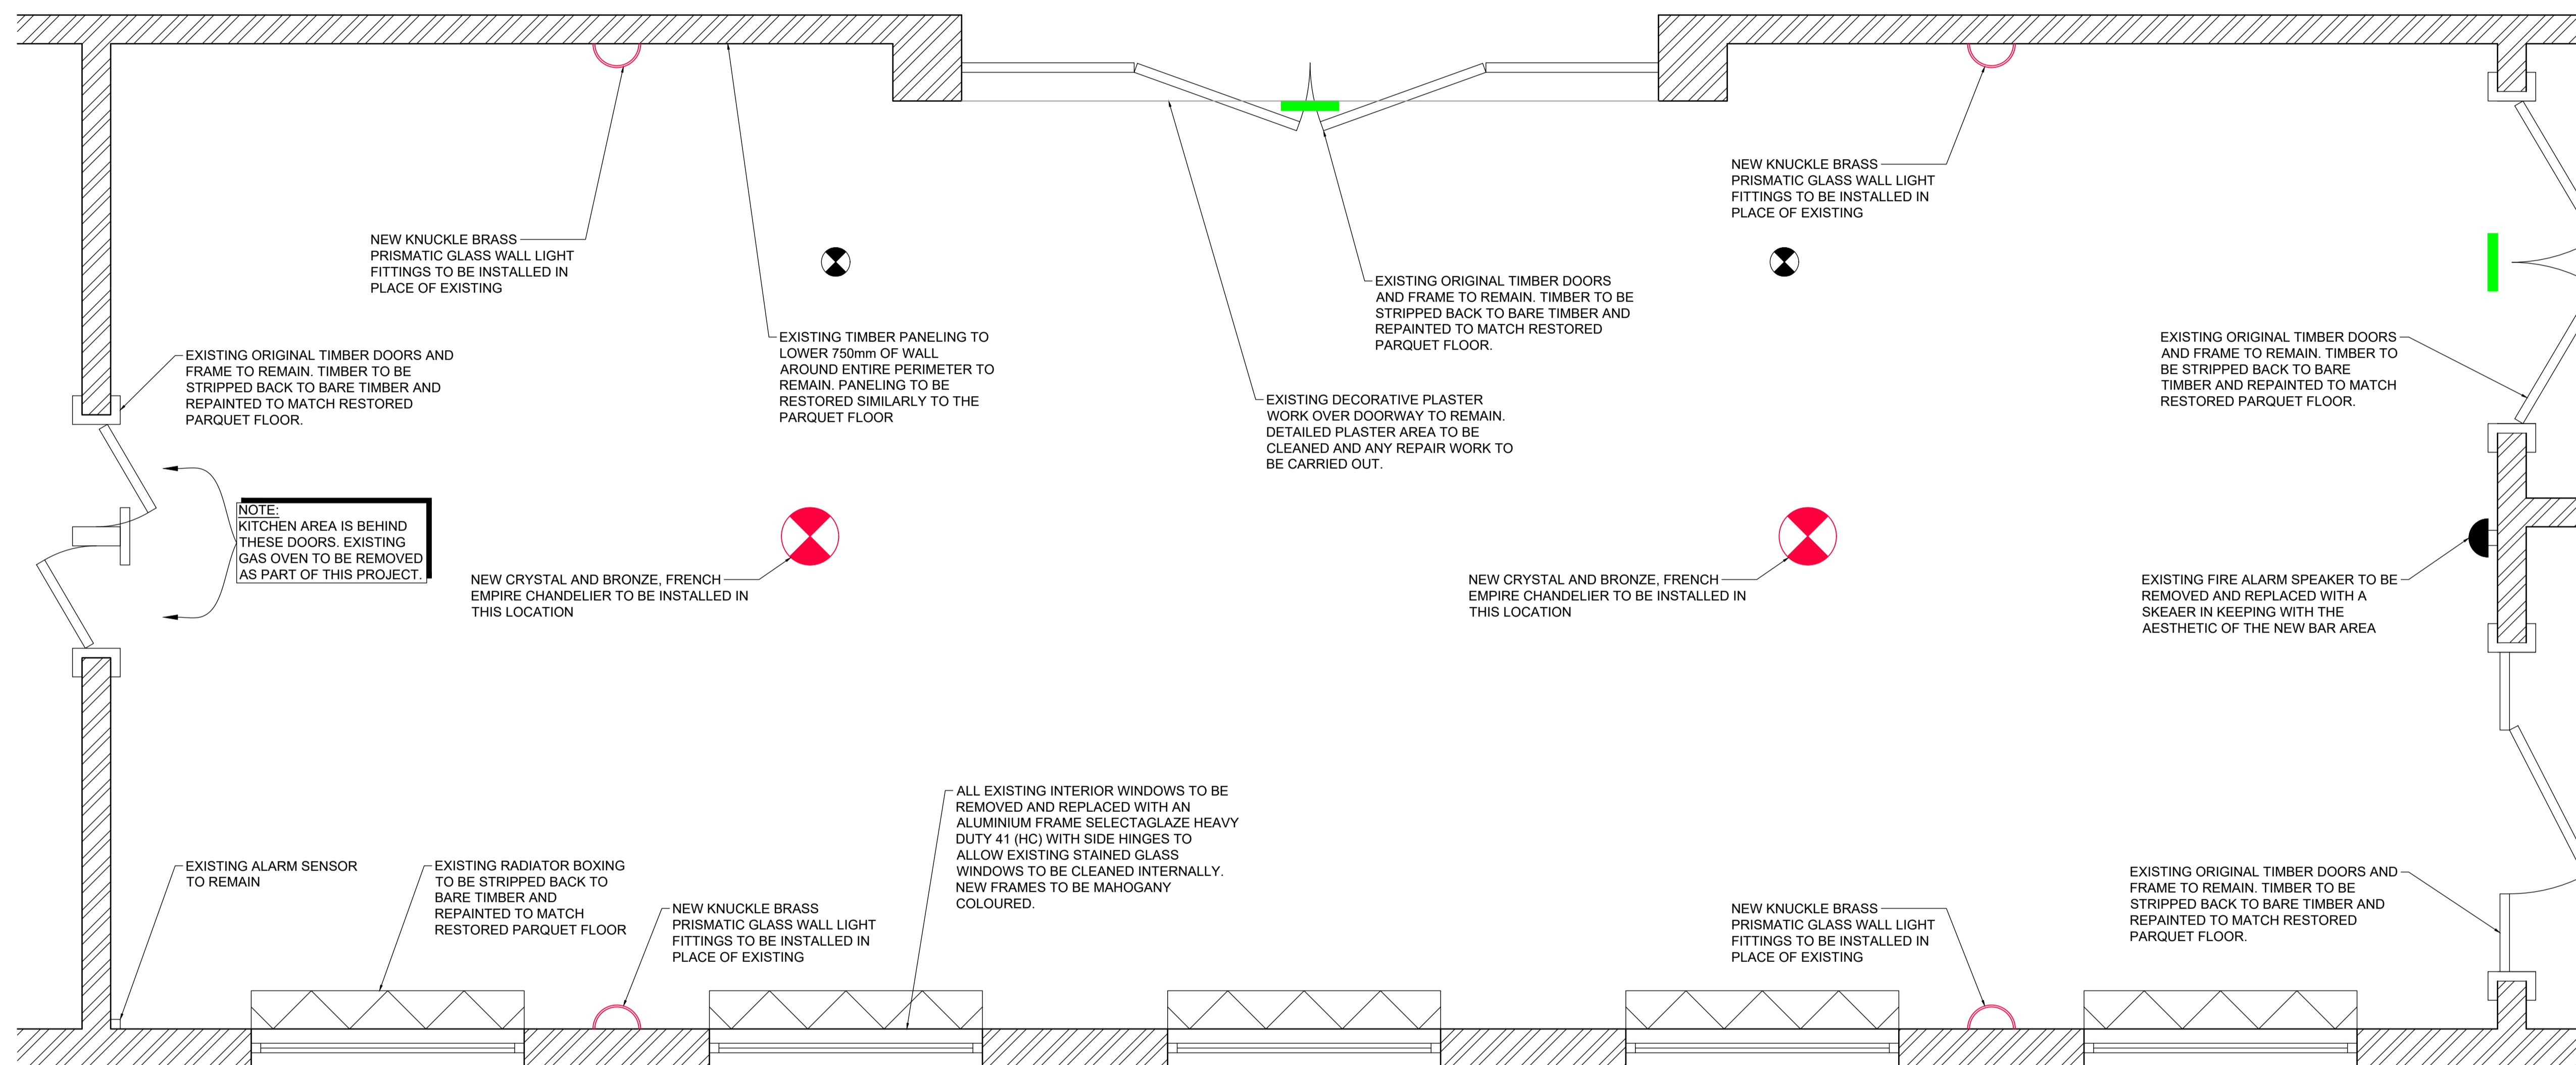 NEW KNUCKLE BRASS
PRISMATIC GLASS WALL LIGHT
FITTINGS TO BE INSTALLED IN
PLACE OF EXISTING
NEW KNUCKLE BRASS
PRISMATIC GLASS WALL LIGHT
FITTINGS TO BE INSTALLED IN
PLACE OF EXISTING
EXISTING ORIGINAL TIMBER DOORS
AND FRAME TO REMAIN. TIMBER TO BE
STRIPPED BACK TO BARE TIMBER AND
REPAINTED TO MATCH RESTORED
PARQUET FLOOR.
EXISTING TIMBER PANELING TO
LOWER 750mm OF WALL
AROUND ENTIRE PERIMETER TO
REMAIN. PANELING TO BE
RESTORED SIMILARLY TO THE
PARQUET FLOOR
EXISTING ORIGINAL TIMBER DOORS
AND FRAME TO REMAIN. TIMBER TO
BE STRIPPED BACK TO BARE
TIMBER AND REPAINTED TO MATCH
RESTORED PARQUET FLOOR.
EXISTING ORIGINAL TIMBER DOORS AND
FRAME TO REMAIN. TIMBER TO BE
STRIPPED BACK TO BARE TIMBER AND
REPAINTED TO MATCH RESTORED
PARQUET FLOOR.
EXISTING DECORATIVE PLASTER
WORK OVER DOORWAY TO REMAIN.
DETAILED PLASTER AREA TO BE
CLEANED AND ANY REPAIR WORK TO
BE CARRIED OUT.
NOTE:
KITCHEN AREA IS BEHIND
THESE DOORS. EXISTING
GAS OVEN TO BE REMOVED
AS PART OF THIS PROJECT.
NEW CRYSTAL AND BRONZE, FRENCH
EMPIRE CHANDELIER TO BE INSTALLED IN
THIS LOCATION
NEW CRYSTAL AND BRONZE, FRENCH
EMPIRE CHANDELIER TO BE INSTALLED IN
THIS LOCATION
EXISTING FIRE ALARM SPEAKER TO BE
REMOVED AND REPLACED WITH A
SKEAER IN KEEPING WITH THE
AESTHETIC OF THE NEW BAR AREA
ALL EXISTING INTERIOR WINDOWS TO BE
REMOVED AND REPLACED WITH AN
ALUMINIUM FRAME SELECTAGLAZE HEAVY
DUTY 41 (HC) WITH SIDE HINGES TO
ALLOW EXISTING STAINED GLASS
WINDOWS TO BE CLEANED INTERNALLY.
NEW FRAMES TO BE MAHOGANY
COLOURED.
EXISTING ALARM SENSOR
TO REMAIN
EXISTING RADIATOR BOXING
TO BE STRIPPED BACK TO
BARE TIMBER AND
REPAINTED TO MATCH
RESTORED PARQUET FLOOR
NEW KNUCKLE BRASS
PRISMATIC GLASS WALL LIGHT
FITTINGS TO BE INSTALLED IN
PLACE OF EXISTING
NEW KNUCKLE BRASS
PRISMATIC GLASS WALL LIGHT
FITTINGS TO BE INSTALLED IN
PLACE OF EXISTING
EXISTING ORIGINAL TIMBER DOORS AND
FRAME TO REMAIN. TIMBER TO BE
STRIPPED BACK TO BARE TIMBER AND
REPAINTED TO MATCH RESTORED
PARQUET FLOOR.